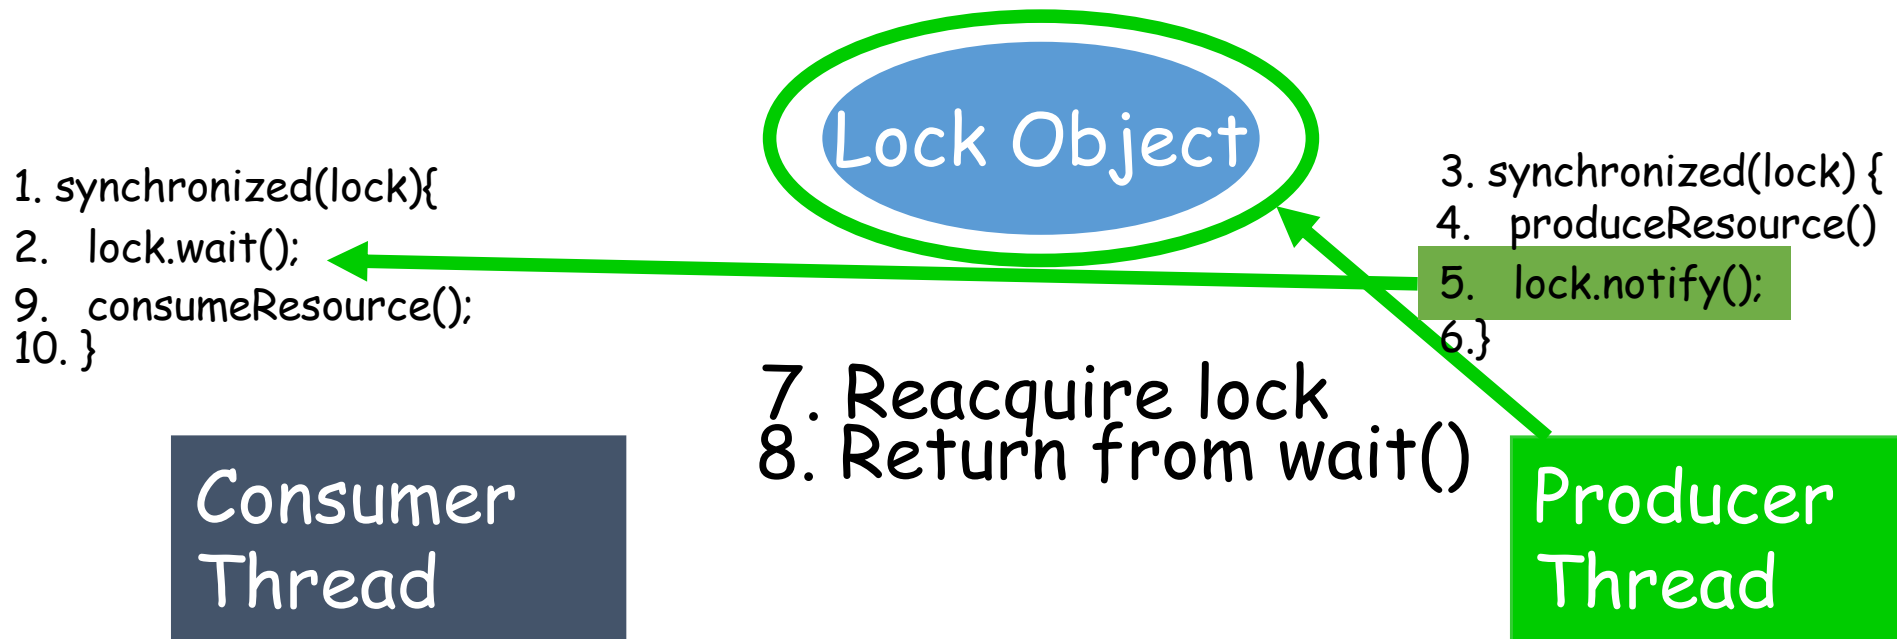 Lock Object
1. synchronized(lock){
2. lock.wait();
9. consumeResource();
10. }
3. synchronized(lock) {
4. produceResource()
5. lock.notify();
6.}
7. Reacquire lock
8. Return from wait()
Consumer
Thread
Producer
Thread